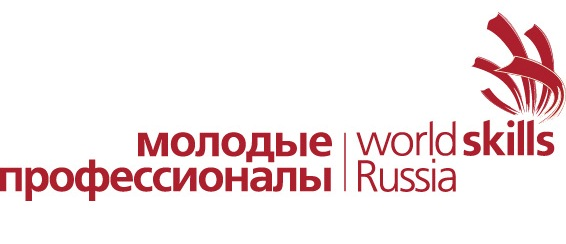 молодые
профессионалы
worldskills
Russia